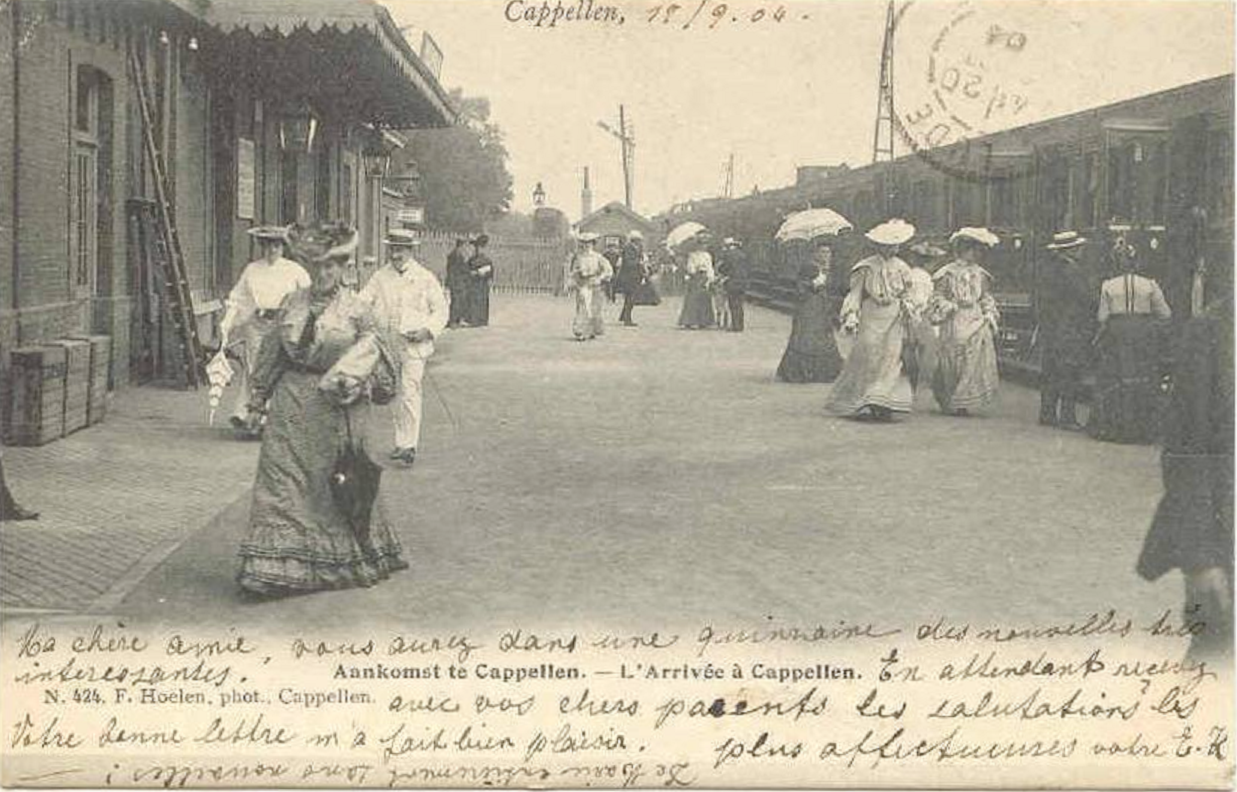 Cappellen, 18/9.04.
Ma chère amie, vous aurez dans une quinzaine des nouvelles très
interessantes.
Aankomst te Cappellen. — L'Arrivée à Cappellen.
En attendant recevez
N. 424. F. Hoelen, phot., Cappellen.
avec vos chers parents les salutations les
Votre bonne lettre m'a fait bien plaisir.
plus affectueuses votre E. K